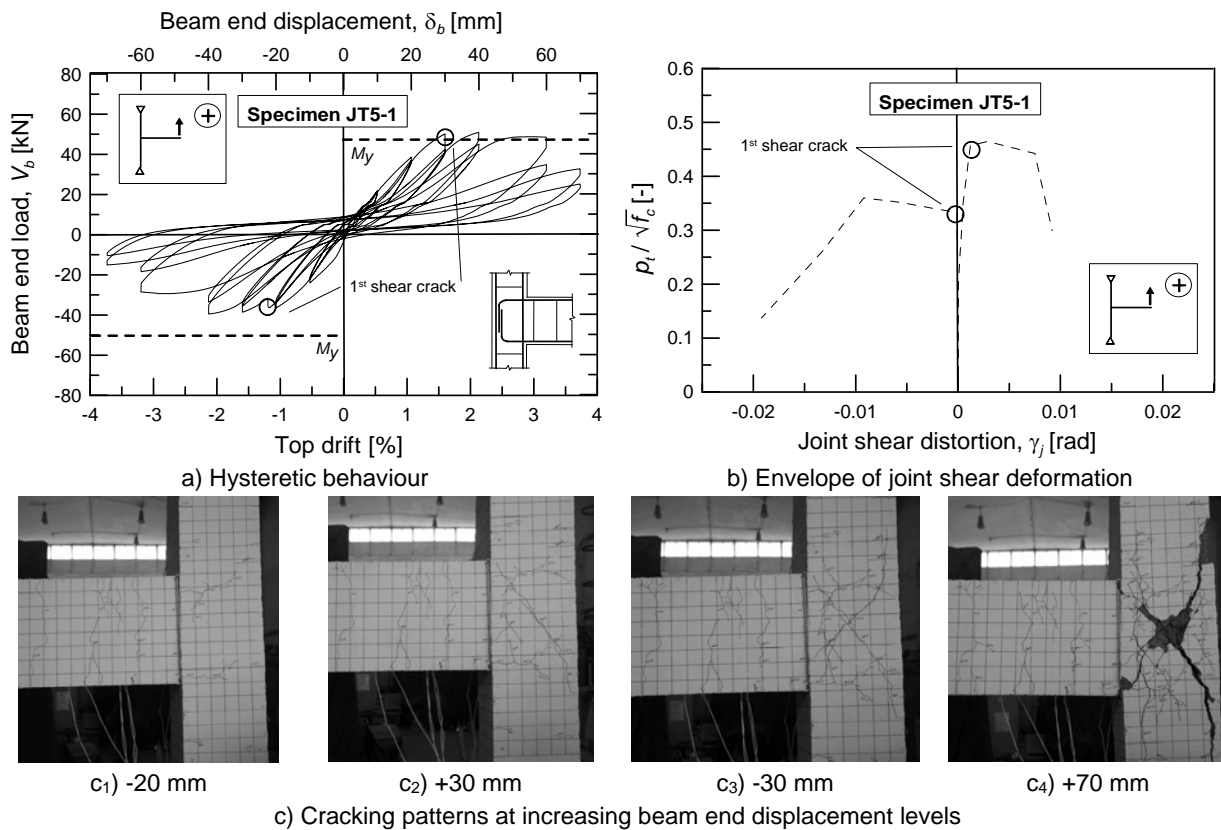 Beam end displacement, δb [mm]
-60 -40 -20 0 20 40 60
Beam end load, Vb [kN]
80
60
40
20
0
-20
-40
-60
-80
Specimen JT5-1
My
1st shear crack
My
-4 -3 -2 -1 0 1 2 3 4
Top drift [%]
a) Hysteretic behaviour
pt / √fc [-]
0.6
0.5
0.4
0.3
0.2
0.1
0
Specimen JT5-1
1st shear crack
-0.02 -0.01 0 0.01 0.02
Joint shear distortion, γj [rad]
b) Envelope of joint shear deformation
c1) -20 mm
c2) +30 mm
c3) -30 mm
c4) +70 mm
c) Cracking patterns at increasing beam end displacement levels